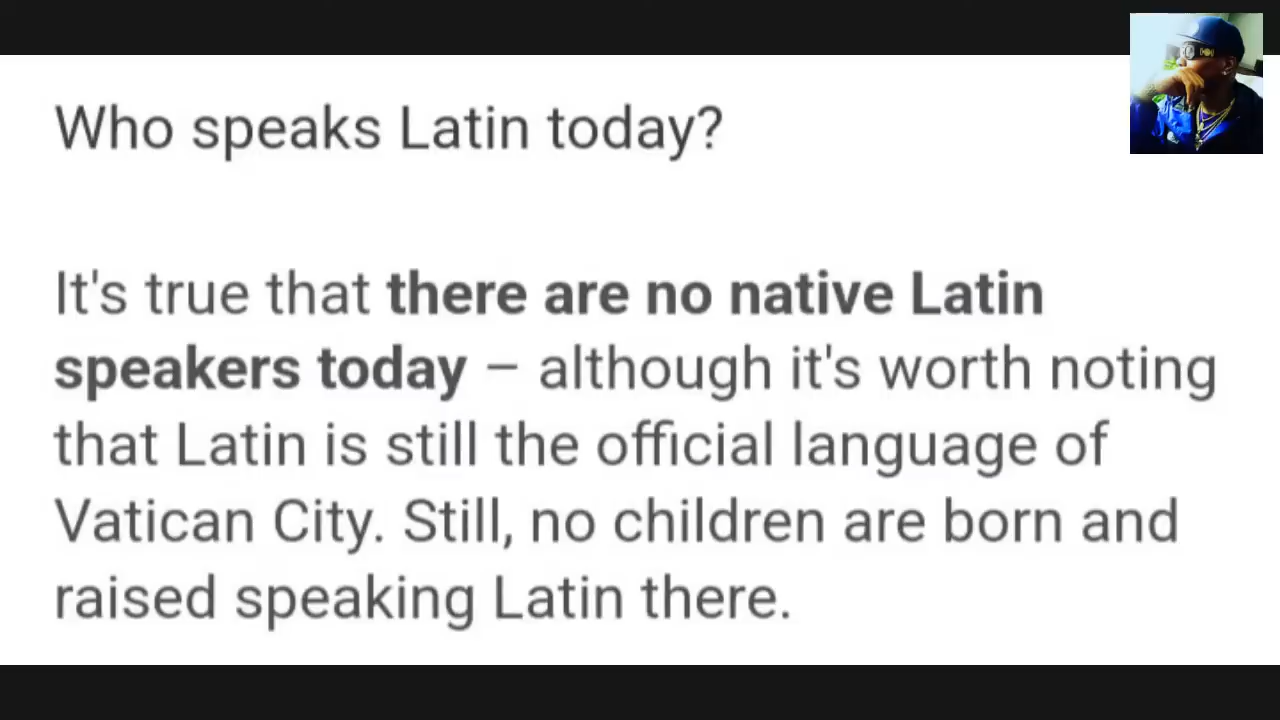 Who speaks Latin today?
It's true that there are no native Latin
speakers today – although it's worth noting
that Latin is still the official language of
Vatican City. Still, no children are born and
raised speaking Latin there.